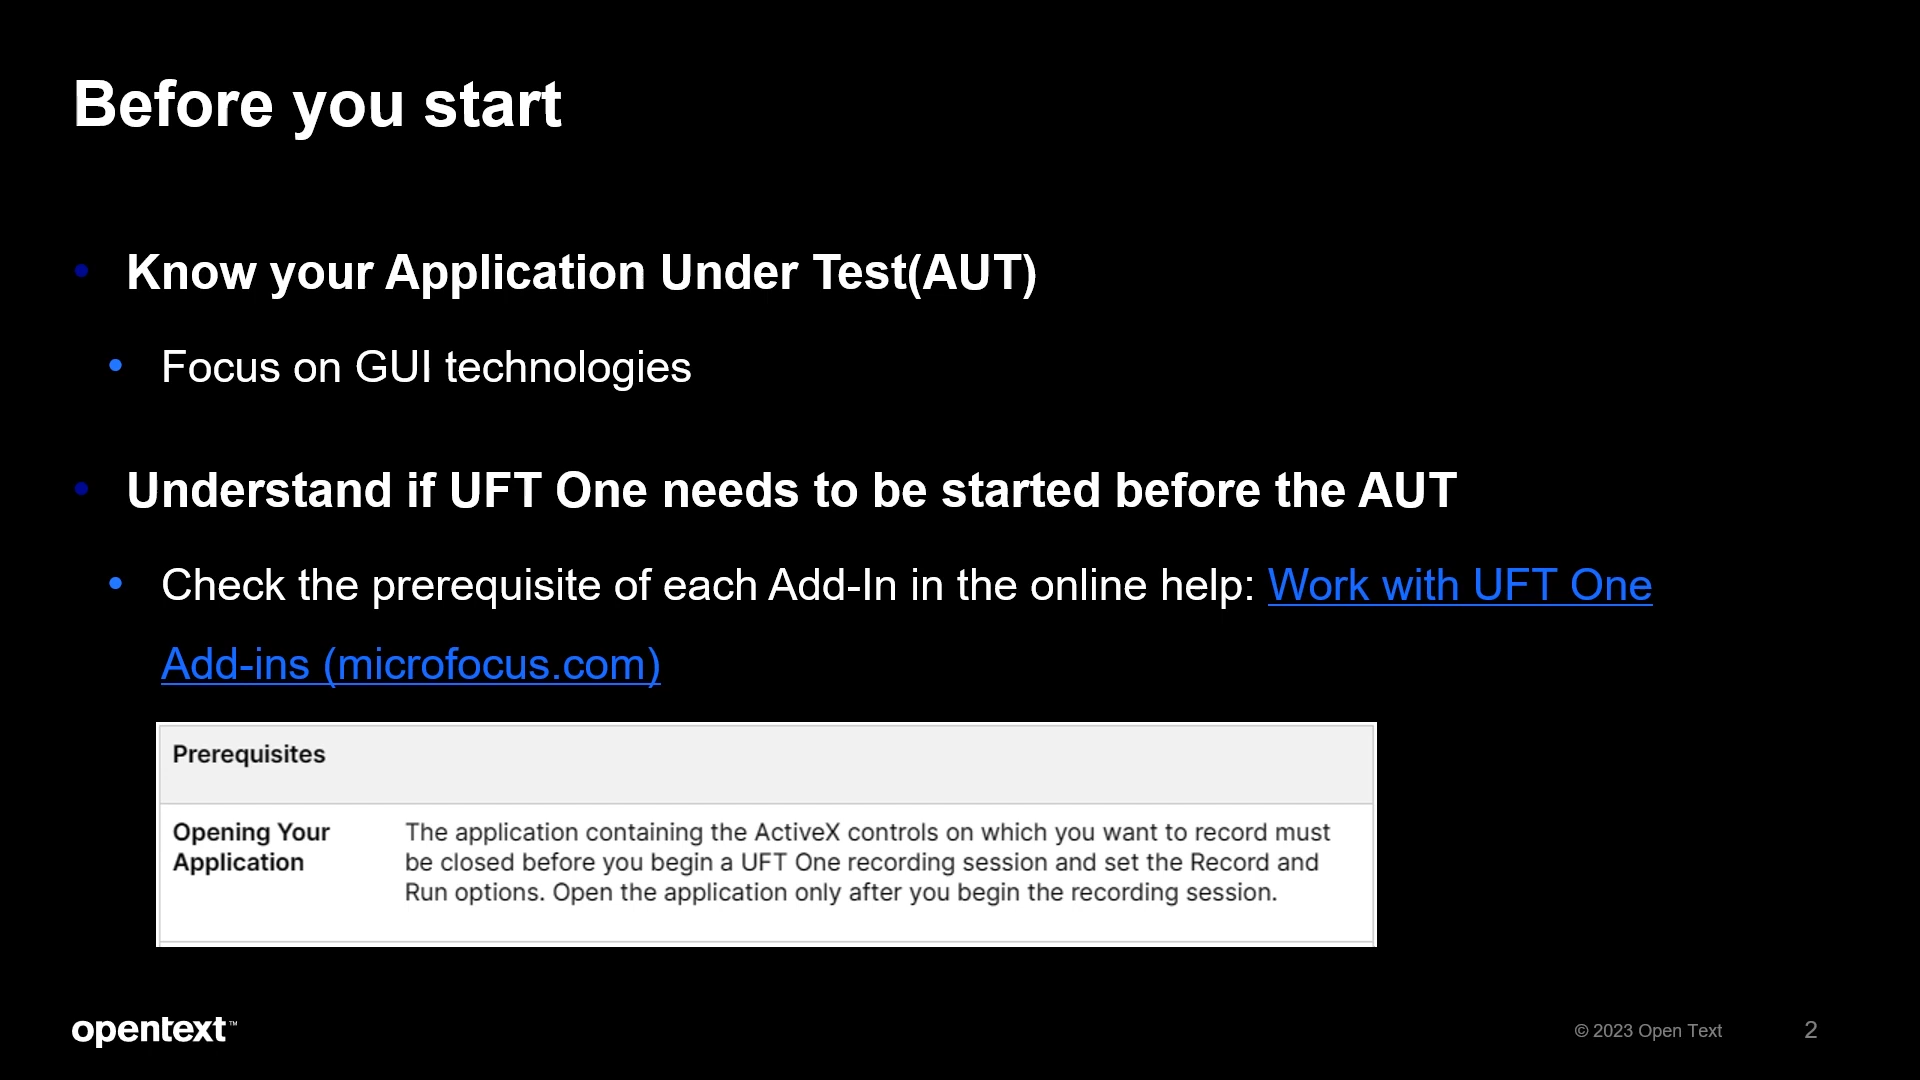 Before you start
• Know your Application Under Test(AUT)
• Focus on GUI technologies
• Understand if UFT One needs to be started before the AUT
• Check the prerequisite of each Add-In in the online help: Work with UFT One
Add-ins (microfocus.com)
Prerequisites
Opening Your
Application
The application containing the ActiveX controls on which you want to record must
be closed before you begin a UFT One recording session and set the Record and
Run options. Open the application only after you begin the recording session.
opentext™
© 2023 Open Text
2